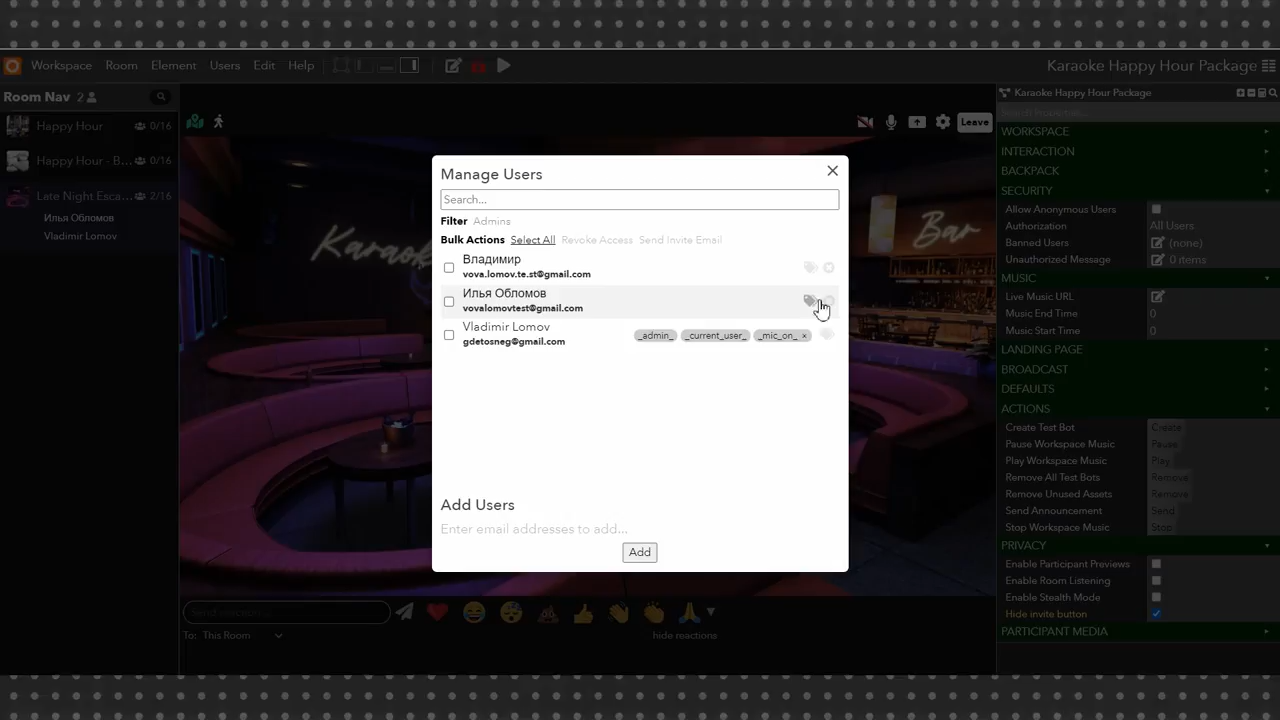 Workspace Room Element Users Edit Help
Karaoke Happy Hour Package
Room Nav 2
Happy Hour 0/16
Happy Hour - B... 0/16
Late Night Esca... 2/16
Илья Обломов
Vladimir Lomov
Leave
Karaoke
Bar
Manage Users
Search...
Filter Admins
Bulk Actions Select All Revoke Access Send Invite Email
Владимир
vova.lomov.te.st@gmail.com
Илья Обломов
vovalomovtest@gmail.com
Vladimir Lomov
gdetosneg@gmail.com
_admin_ _current_user_ _mic_on_ ×
Add Users
Enter email addresses to add...
Add
To: This Room
hide reactions
Karaoke Happy Hour Package
Search Properties...
WORKSPACE
INTERACTION
BACKPACK
SECURITY
Allow Anonymous Users
Authorization All Users
Banned Users (none)
Unauthorized Message 0 items
MUSIC
Live Music URL
Music End Time 0
Music Start Time 0
LANDING PAGE
BROADCAST
DEFAULTS
ACTIONS
Create Test Bot Create
Pause Workspace Music Pause
Play Workspace Music Play
Remove All Test Bots Remove
Remove Unused Assets Remove
Send Announcement Send
Stop Workspace Music Stop
PRIVACY
Enable Participant Previews
Enable Room Listening
Enable Stealth Mode
Hide invite button
PARTICIPANT MEDIA